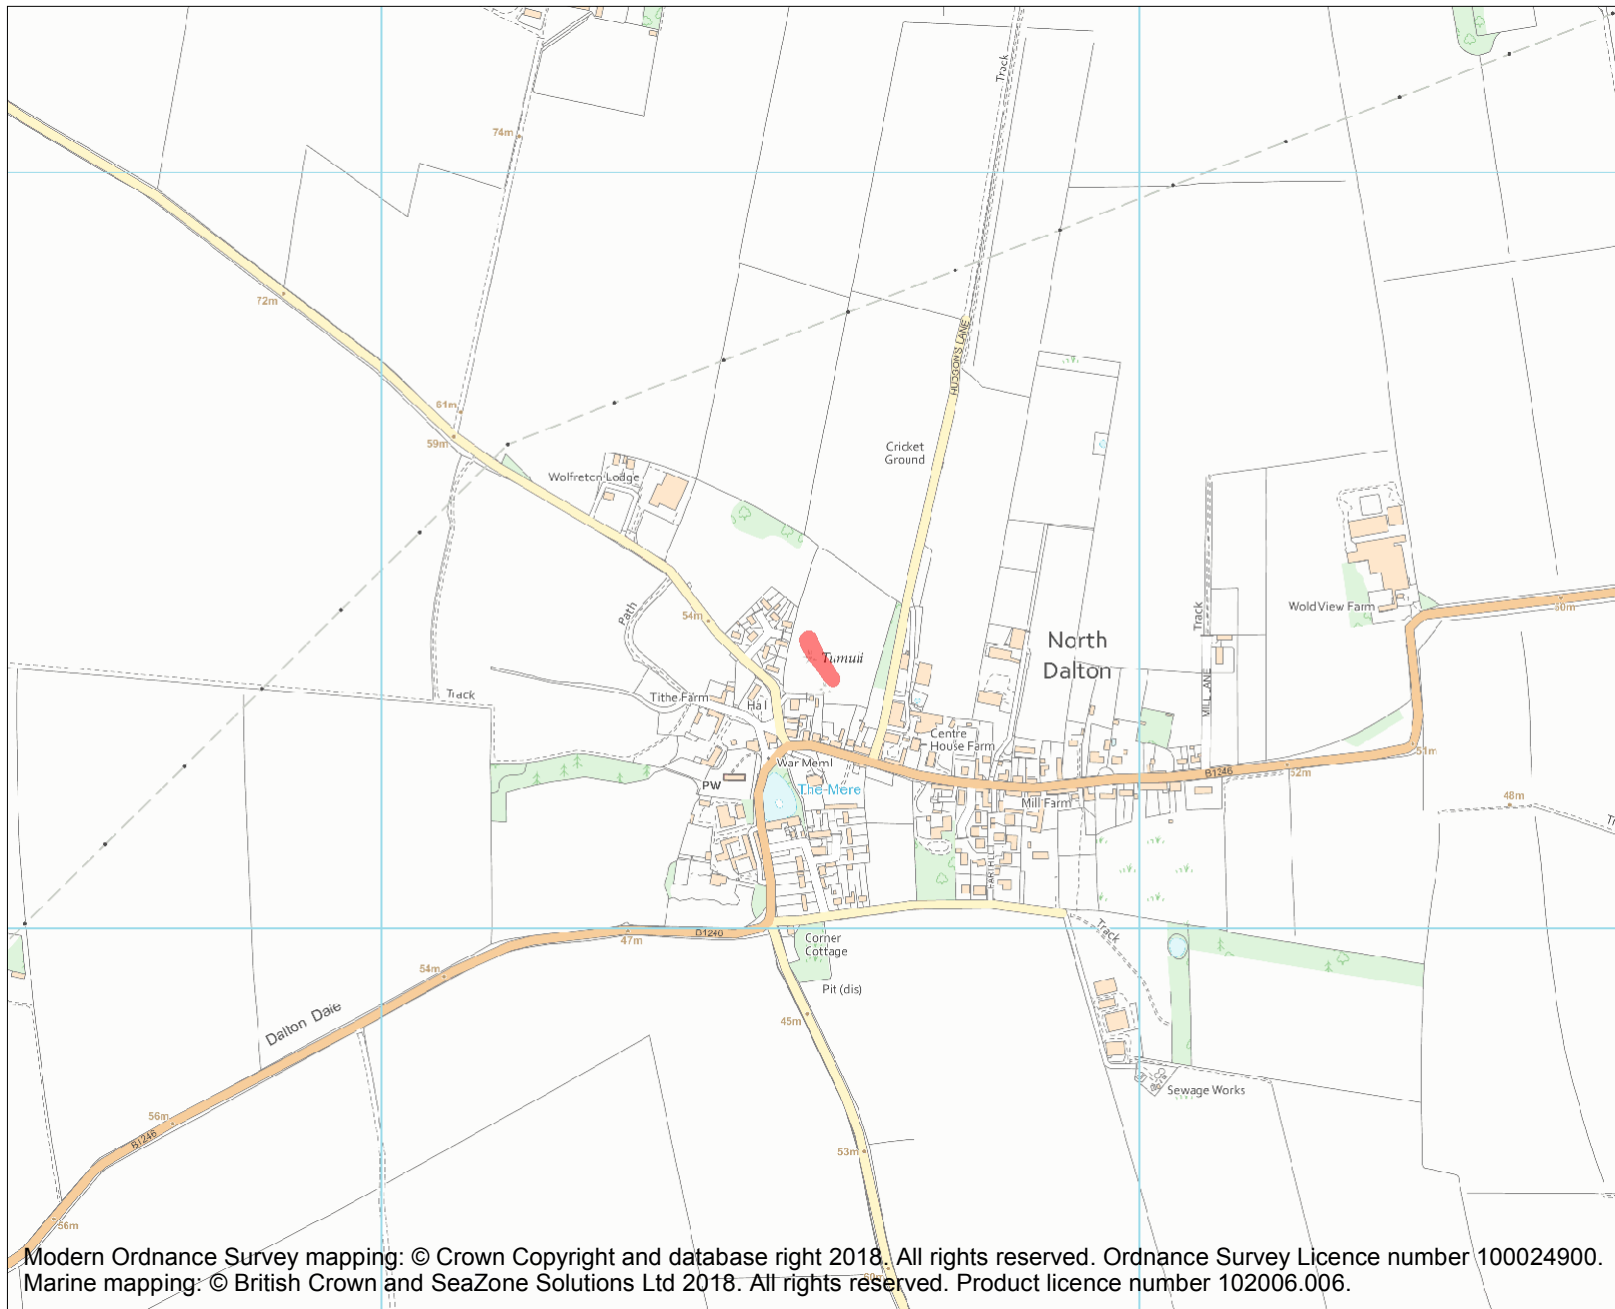 Track
74m
72m
HUDGON'S LANE
61m
59m
Cricket
Ground
Wolfreton Lodge
Path
54m
Track
Wold View Farm
60m
North
Dalton
Tumuli
MILL LANE
Track
Tithe Farm
Hall
Centre
House Farm
51m
War Meml
B1246
52m
PW
The Mere
Mill Farm
48m
47m
B1246
Corner
Cottage
Track
54m
Pit (dis)
Dalton Dale
45m
Sewage Works
56m
B1246
53m
56m
60m
Modern Ordnance Survey mapping: © Crown Copyright and database right 2018. All rights reserved. Ordnance Survey Licence number 100024900.
Marine mapping: © British Crown and SeaZone Solutions Ltd 2018. All rights reserved. Product licence number 102006.006.